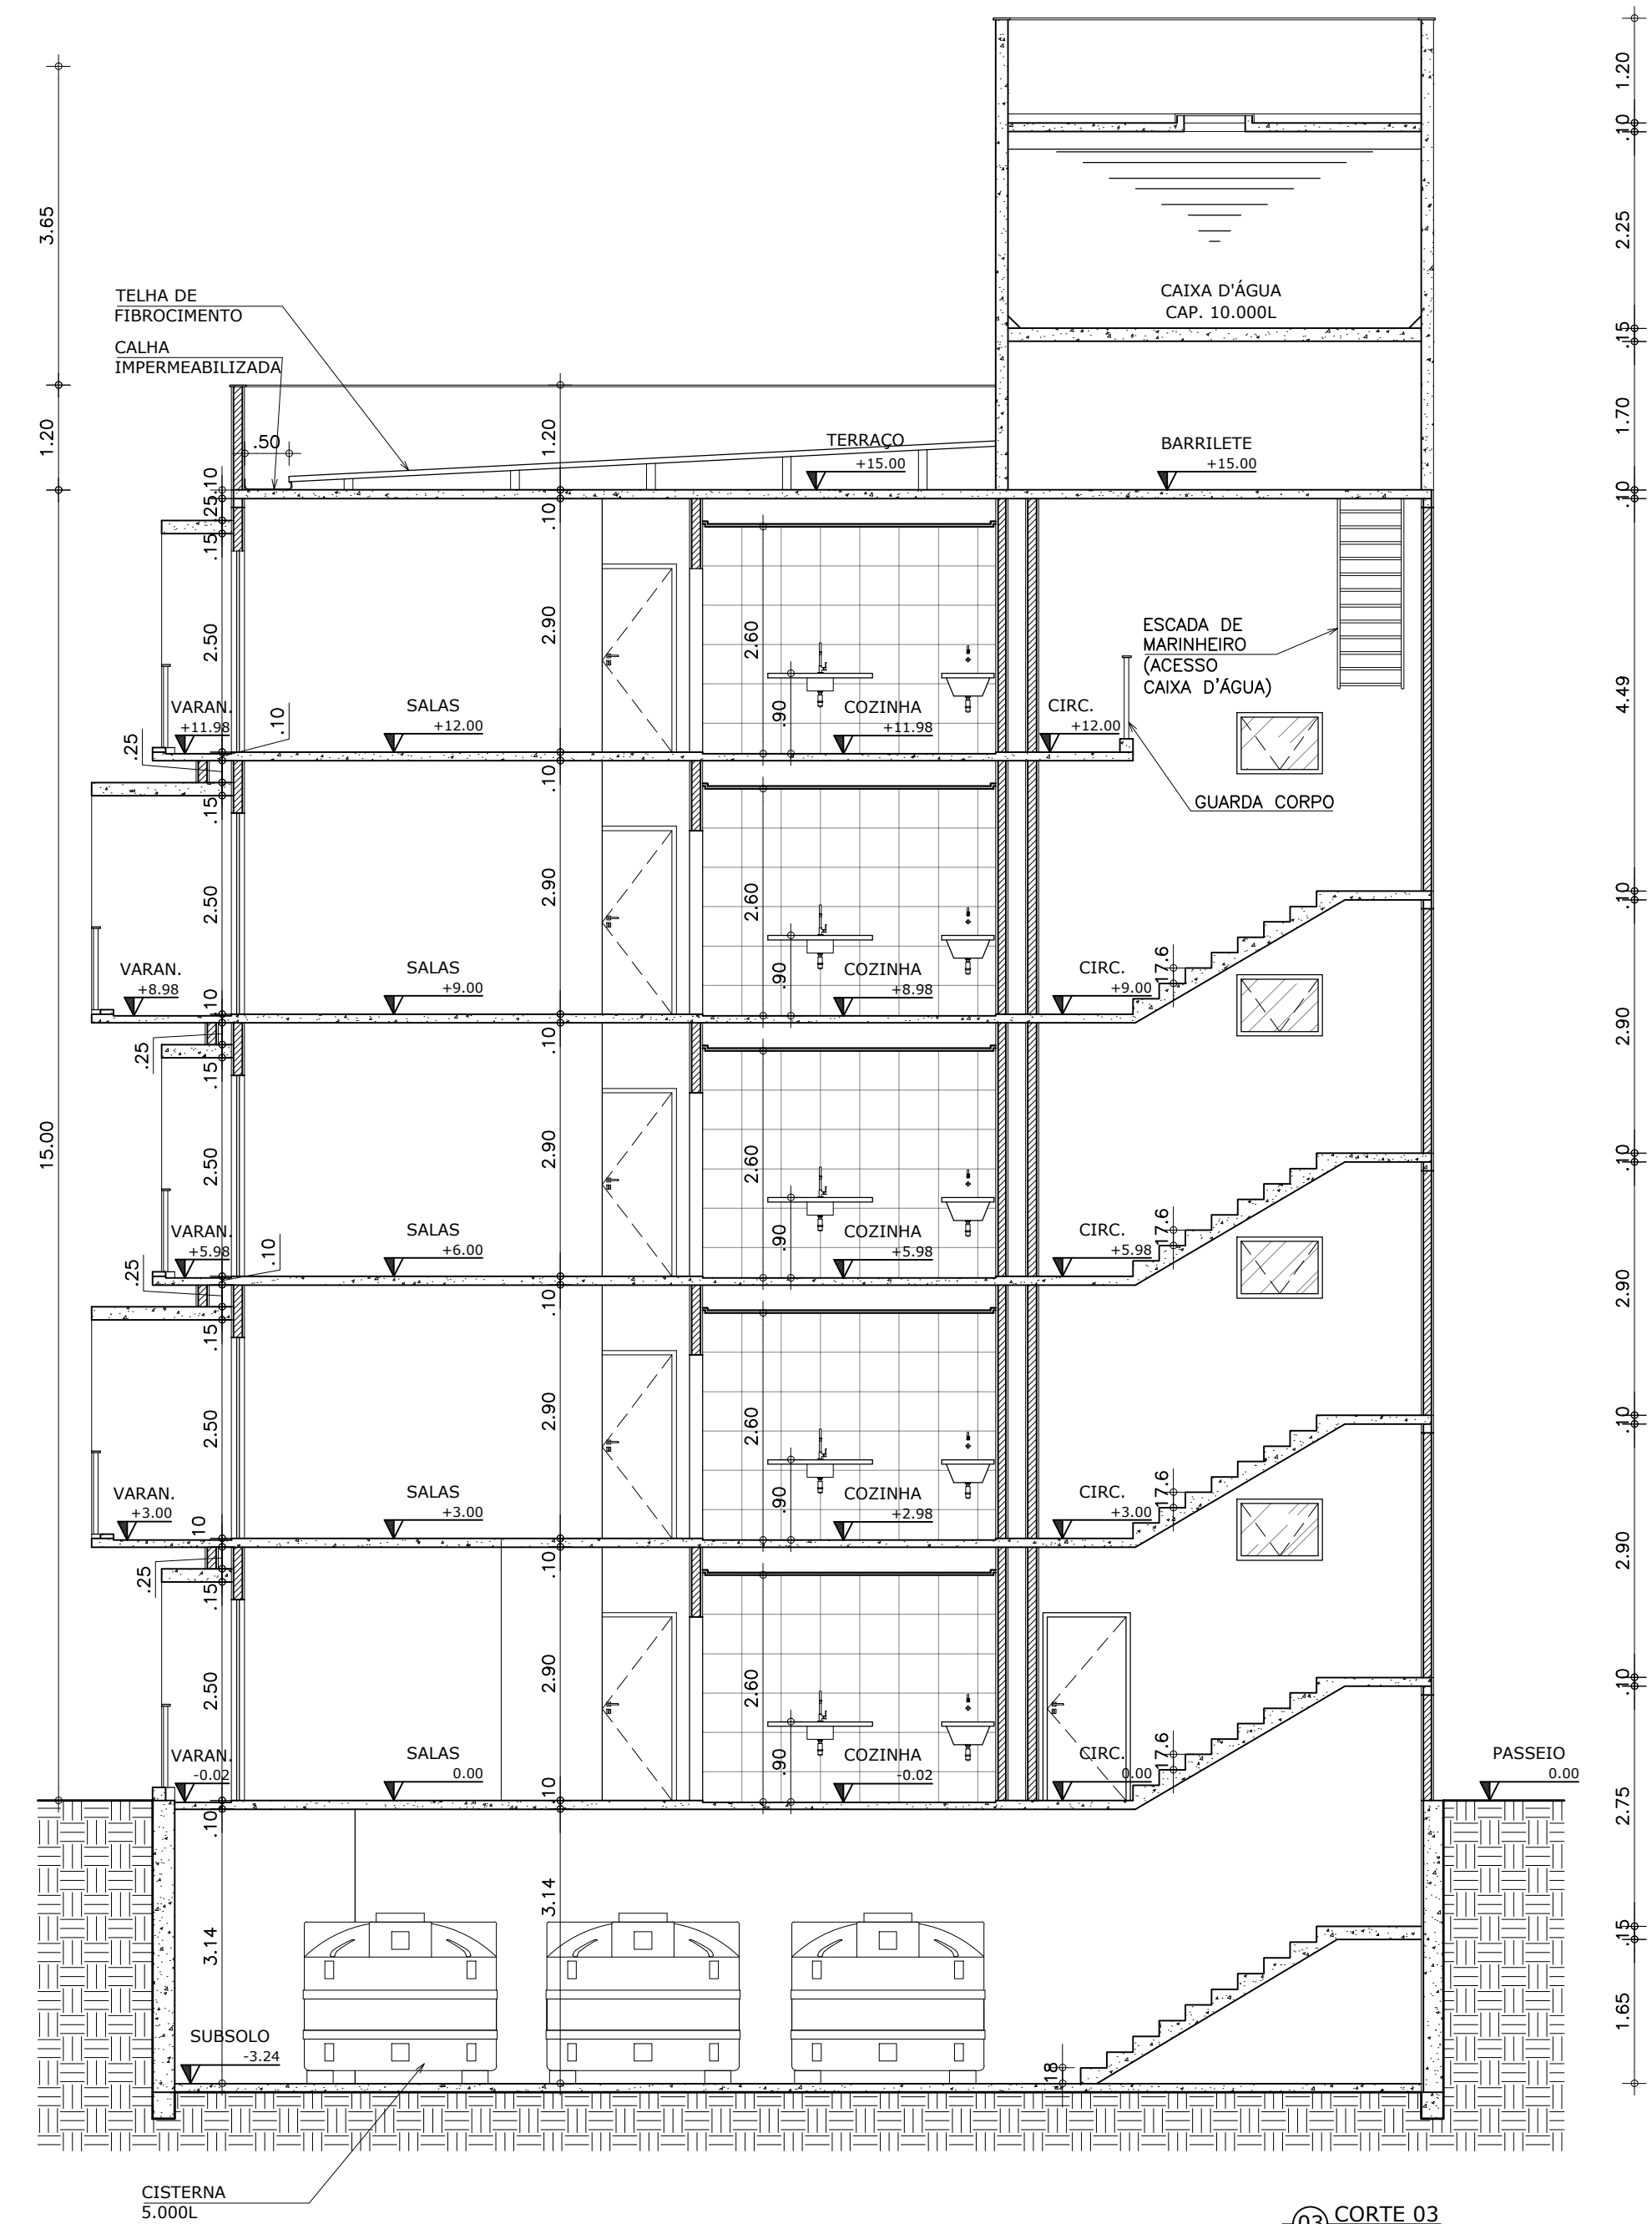 1.20
.10
3.65
2.25
TELHA DE
FIBROCIMENTO
CAIXA D'ÁGUA
CAP. 10.000L
.15
CALHA
IMPERMEABILIZADA
1.20
.50
1.20
TERRAÇO
+15.00
BARRILETE
+15.00
1.70
.10
.25
.15
.10
.10
2.50
2.90
2.60
.90
ESCADA DE
MARINHEIRO
(ACESSO
CAIXA D'ÁGUA)
4.49
VARAN.
+11.98
.10
SALAS
+12.00
COZINHA
+11.98
CIRC.
+12.00
.25
.15
.10
GUARDA CORPO
2.50
2.90
2.60
.90
.10
17.6
VARAN.
+8.98
SALAS
+9.00
COZINHA
+8.98
CIRC.
+9.00
.10
.25
.15
.10
2.90
15.00
2.50
2.90
2.60
.90
.10
17.6
VARAN.
+5.98
.10
SALAS
+6.00
COZINHA
+5.98
CIRC.
+5.98
.25
.15
.10
2.90
2.50
2.90
2.60
.90
.10
17.6
VARAN.
+3.00
SALAS
+3.00
COZINHA
+2.98
CIRC.
+3.00
.10
.25
.15
.10
2.90
2.50
2.90
2.60
.90
.10
17.6
VARAN.
-0.02
SALAS
0.00
COZINHA
-0.02
CIRC.
0.00
PASSEIO
0.00
.10
.10
2.75
3.14
3.14
.15
SUBSOLO
-3.24
18
1.65
CISTERNA
5.000L
03 CORTE 03